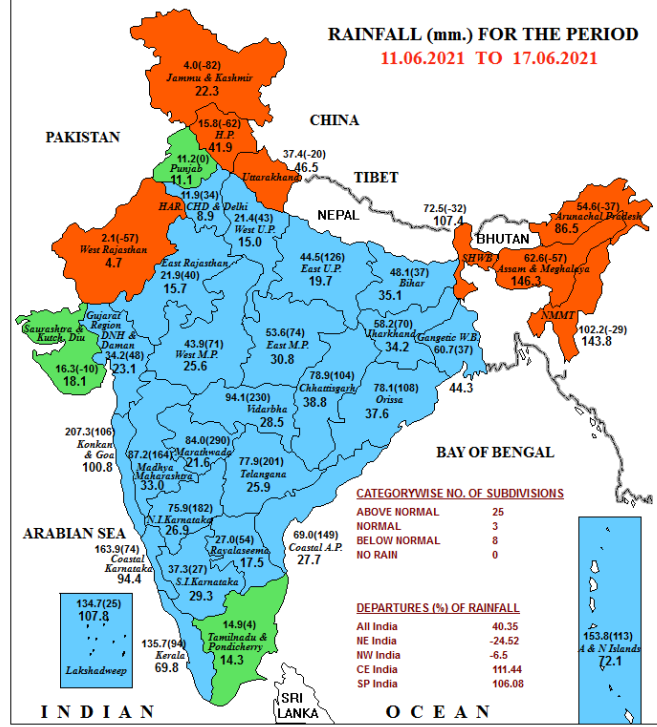 RAINFALL (mm.) FOR THE PERIOD
11.06.2021 TO 17.06.2021
4.0(-82)
Jammu & Kashmir
22.3
CHINA
15.8(-62)
H.P.
41.9
PAKISTAN
11.2(0)
Punjab
11.1
37.4(-20)
46.5
Uttarakhand
TIBET
11.9(34)
HAR. CHD & Delhi
8.9
NEPAL
21.4(43)
West U.P.
15.0
72.5(-32)
107.4
54.6(-37)
Arunachal Pradesh
86.5
BHUTAN
2.1(-57)
West Rajasthan
4.7
East Rajasthan
21.9(40)
15.7
44.5(126)
East U.P.
19.7
48.1(37)
Bihar
35.1
SHWB
62.6(-57)
Assam & Meghalaya
146.3
NMMT
102.2(-29)
143.8
Saurashtra &
Kutch, Diu
16.3(-10)
18.1
Gujarat
Region
DNH &
Daman
34.2(48)
23.1
43.9(71)
West M.P.
25.6
53.6(74)
East M.P.
30.8
58.2(70)
Jharkhand
34.2
Gangetic W.B
60.7(37)
44.3
78.9(104)
Chhattisgarh
38.8
78.1(108)
Orissa
37.6
94.1(230)
Vidarbha
28.5
207.3(106)
Konkan
& Goa
100.8
87.2(164)
Madhya
Maharashtra
33.0
84.0(290)
Marathwada
21.6
77.9(201)
Telangana
25.9
BAY OF BENGAL
75.9(182)
N.I.Karnataka
26.9
ARABIAN SEA
163.9(74)
Coastal
Karnataka
94.4
27.0(54)
Rayalaseema
17.5
69.0(149)
Coastal A.P.
27.7
37.3(27)
S.I.Karnataka
29.3
134.7(25)
107.8
Lakshadweep
135.7(94)
Kerala
69.8
14.9(4)
Tamilnadu &
Pondicherry
14.3
CATEGORYWISE NO. OF SUBDIVISIONS
ABOVE NORMAL 25
NORMAL 3
BELOW NORMAL 8
NO RAIN 0
DEPARTURES (%) OF RAINFALL
All India 40.35
NE India -24.52
NW India -6.5
CE India 111.44
SP India 106.08
153.8(113)
A & N Islands
72.1
SRI
LANKA
INDIAN OCEAN